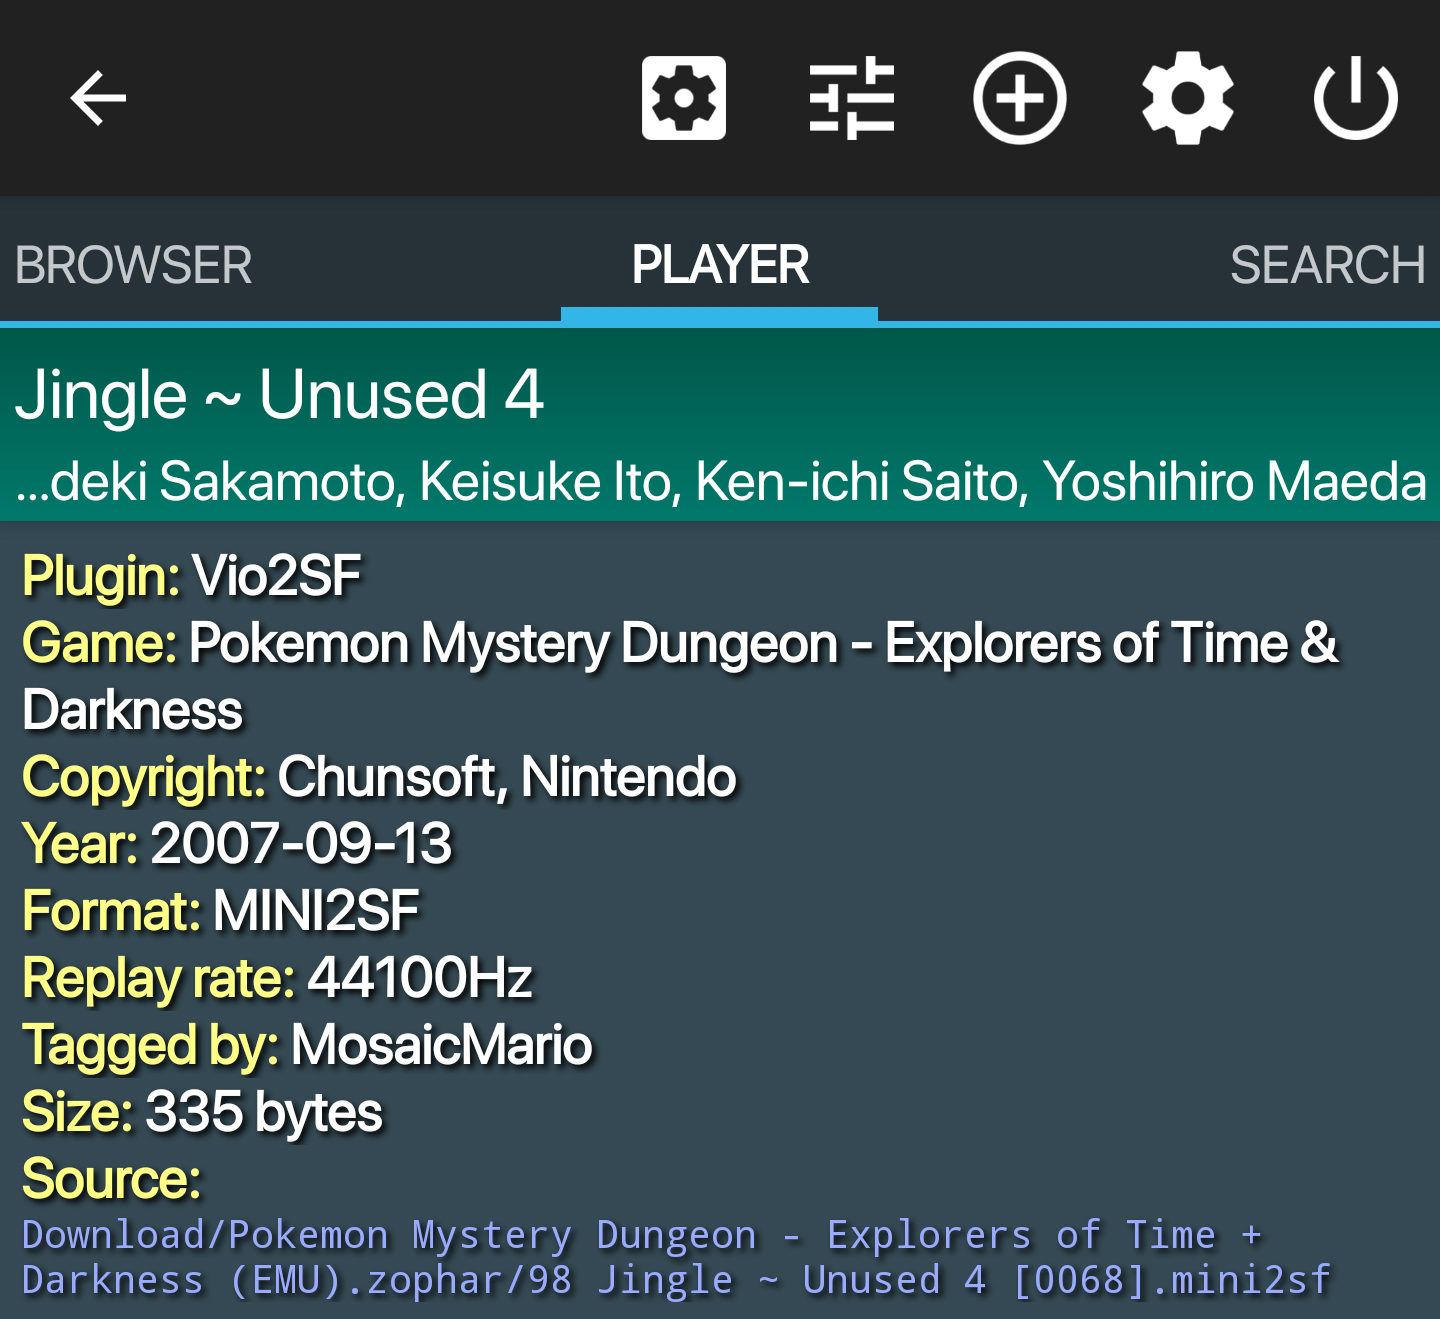 BROWSER PLAYER SEARCH
Jingle ~ Unused 4
...deki Sakamoto, Keisuke Ito, Ken-ichi Saito, Yoshihiro Maeda
Plugin: Vio2SF
Game: Pokemon Mystery Dungeon - Explorers of Time &
Darkness
Copyright: Chunsoft, Nintendo
Year: 2007-09-13
Format: MINI2SF
Replay rate: 44100Hz
Tagged by: MosaicMario
Size: 335 bytes
Source:
Download/Pokemon Mystery Dungeon - Explorers of Time +
Darkness (EMU).zophar/98 Jingle ~ Unused 4 [0068].mini2sf